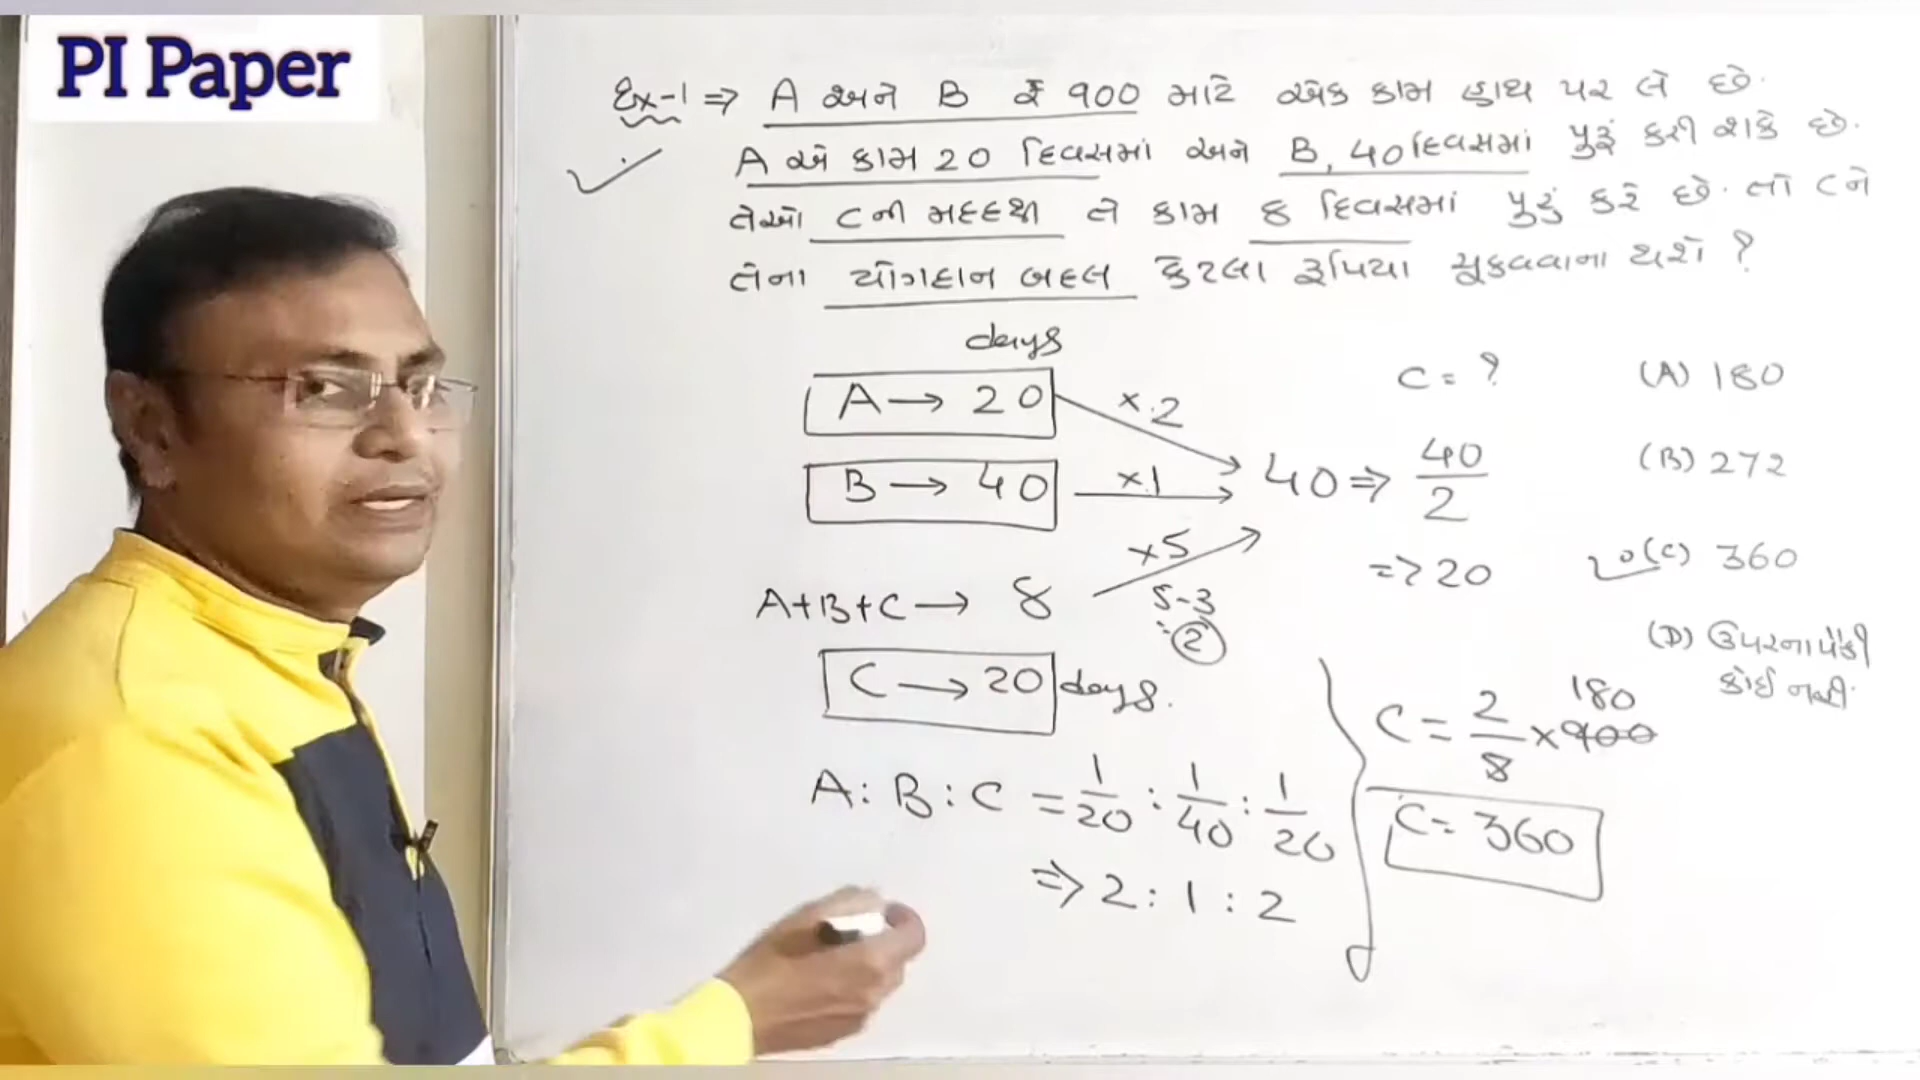 PI Paper
Ex-1 ⇒ A અને B ₹ 900 માટે એક કામ હાથ પર લે છે.
A એ કામ 20 દિવસમાં અને B, 40 દિવસમાં પુરૂં કરી શકે છે.
તેઓ C ની મદદથી તે કામ 8 દિવસમાં પુરું કરે છે. તો C ને
તેના યોગદાન બદલ કેટલા રૂપિયા ચૂકવવાના થશે ?
days
A → 20
×2
B → 40
×1
40 ⇒ 40/2
⇒ 20
A+B+C → 8
×5
5-3
=2
C → 20 days.
A : B : C = 1/20 : 1/40 : 1/20
⇒ 2 : 1 : 2
C = ?
(A) 180
(B) 272
(C) 360
(D) ઉપરના પૈકી
કોઈ નથી.
180
C = 2/8 × 900
C = 360